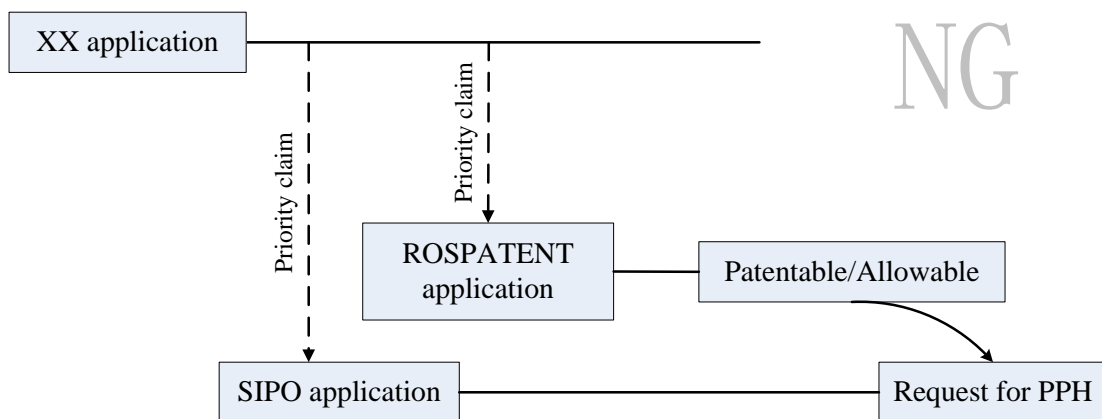 XX application
NG
Priority claim
Priority claim
ROSPATENT
application
Patentable/Allowable
SIPO application
Request for PPH